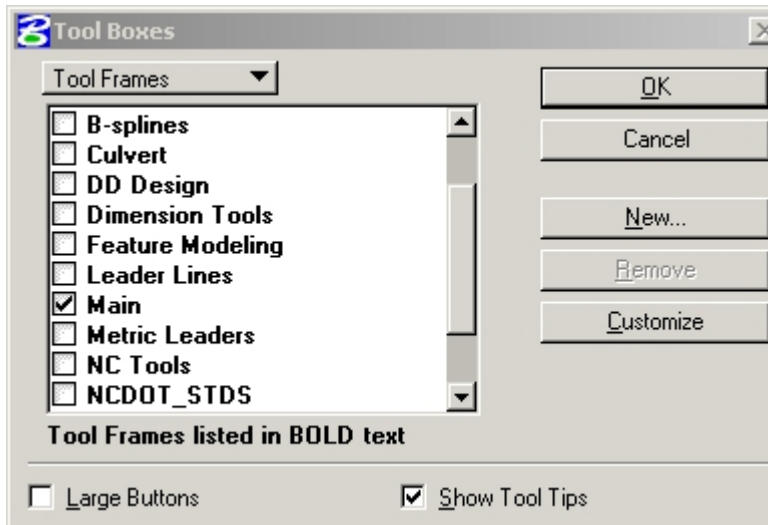 Tool Boxes
Tool Frames
B-splines
Culvert
DD Design
Dimension Tools
Feature Modeling
Leader Lines
Main
Metric Leaders
NC Tools
NCDOT_STDS
Tool Frames listed in BOLD text
OK
Cancel
New...
Remove
Customize
Large Buttons
Show Tool Tips